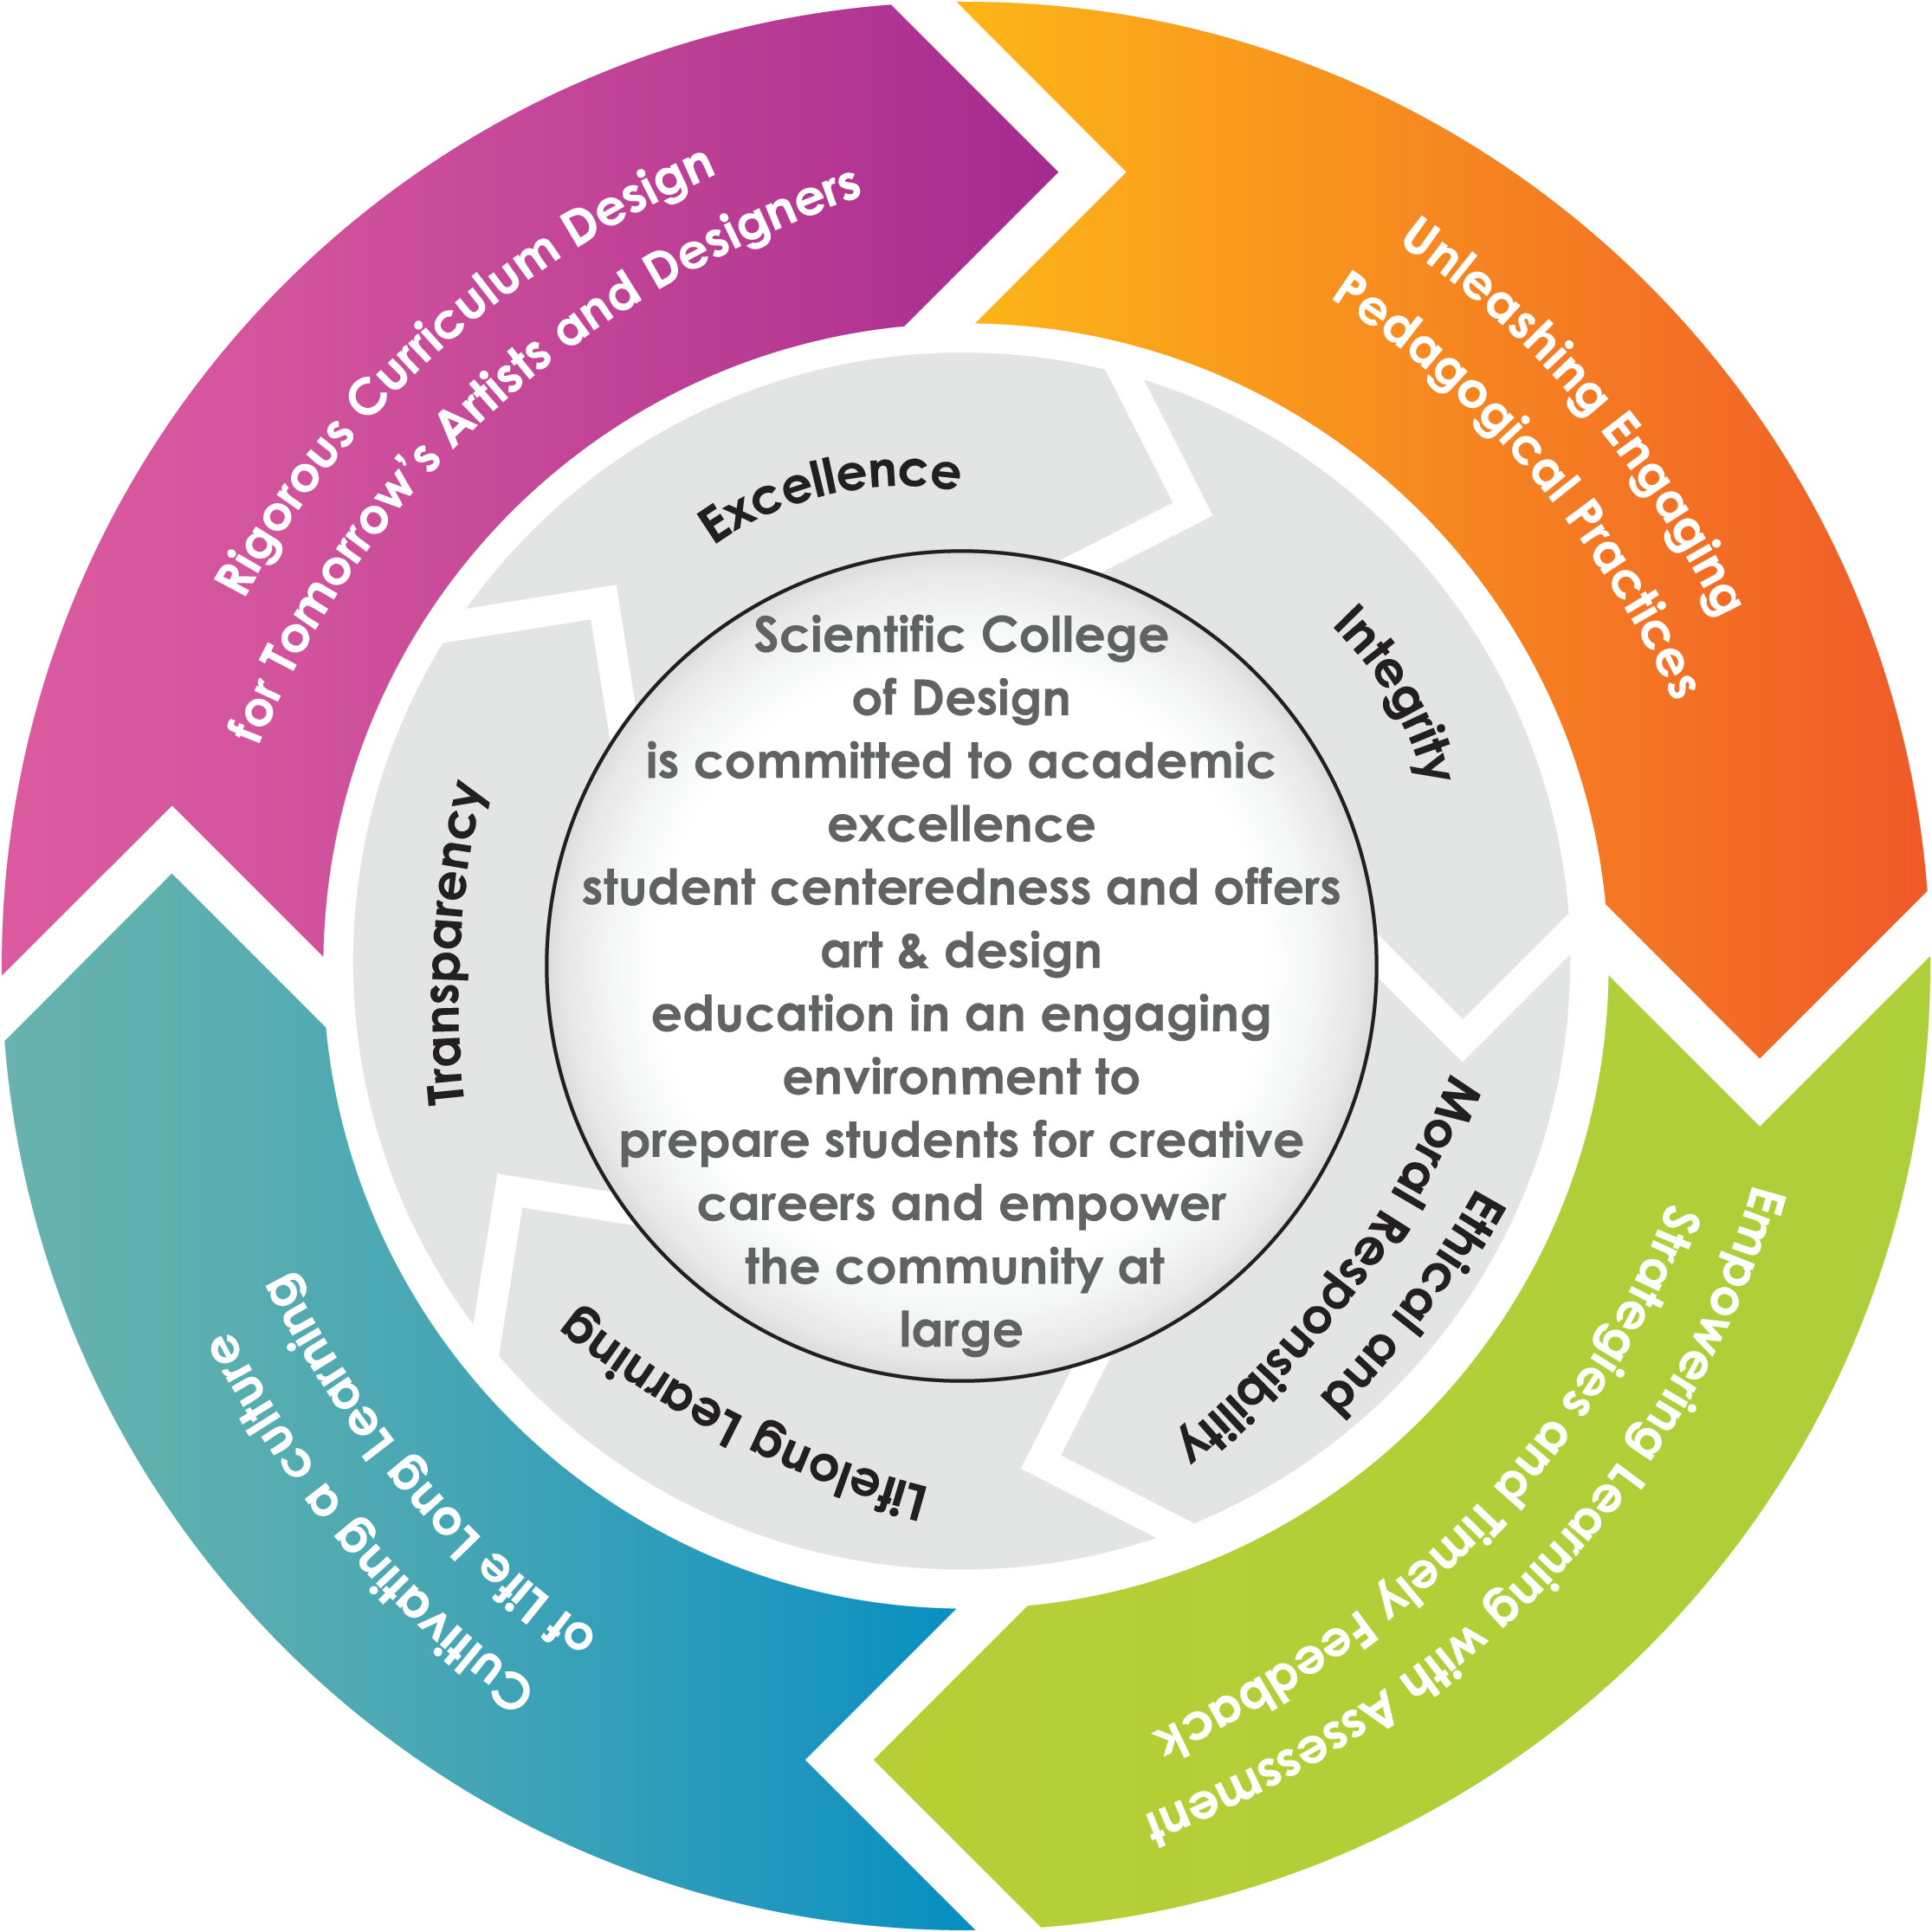 Rigorous Curriculum Design
for Tomorrow's Artists and Designers
Unleashing Engaging
Pedagogical Practices
Empowering Learning with Assessment
Strategies and Timely Feedback
Cultivating a culture
of Life Long Learning
Excellence
Integrity
Ethical and
Moral Responsibility
Lifelong Learning
Transparency
Scientific College
of Design
is committed to academic
excellence
student centeredness and offers
art & design
education in an engaging
environment to
prepare students for creative
careers and empower
the community at
large